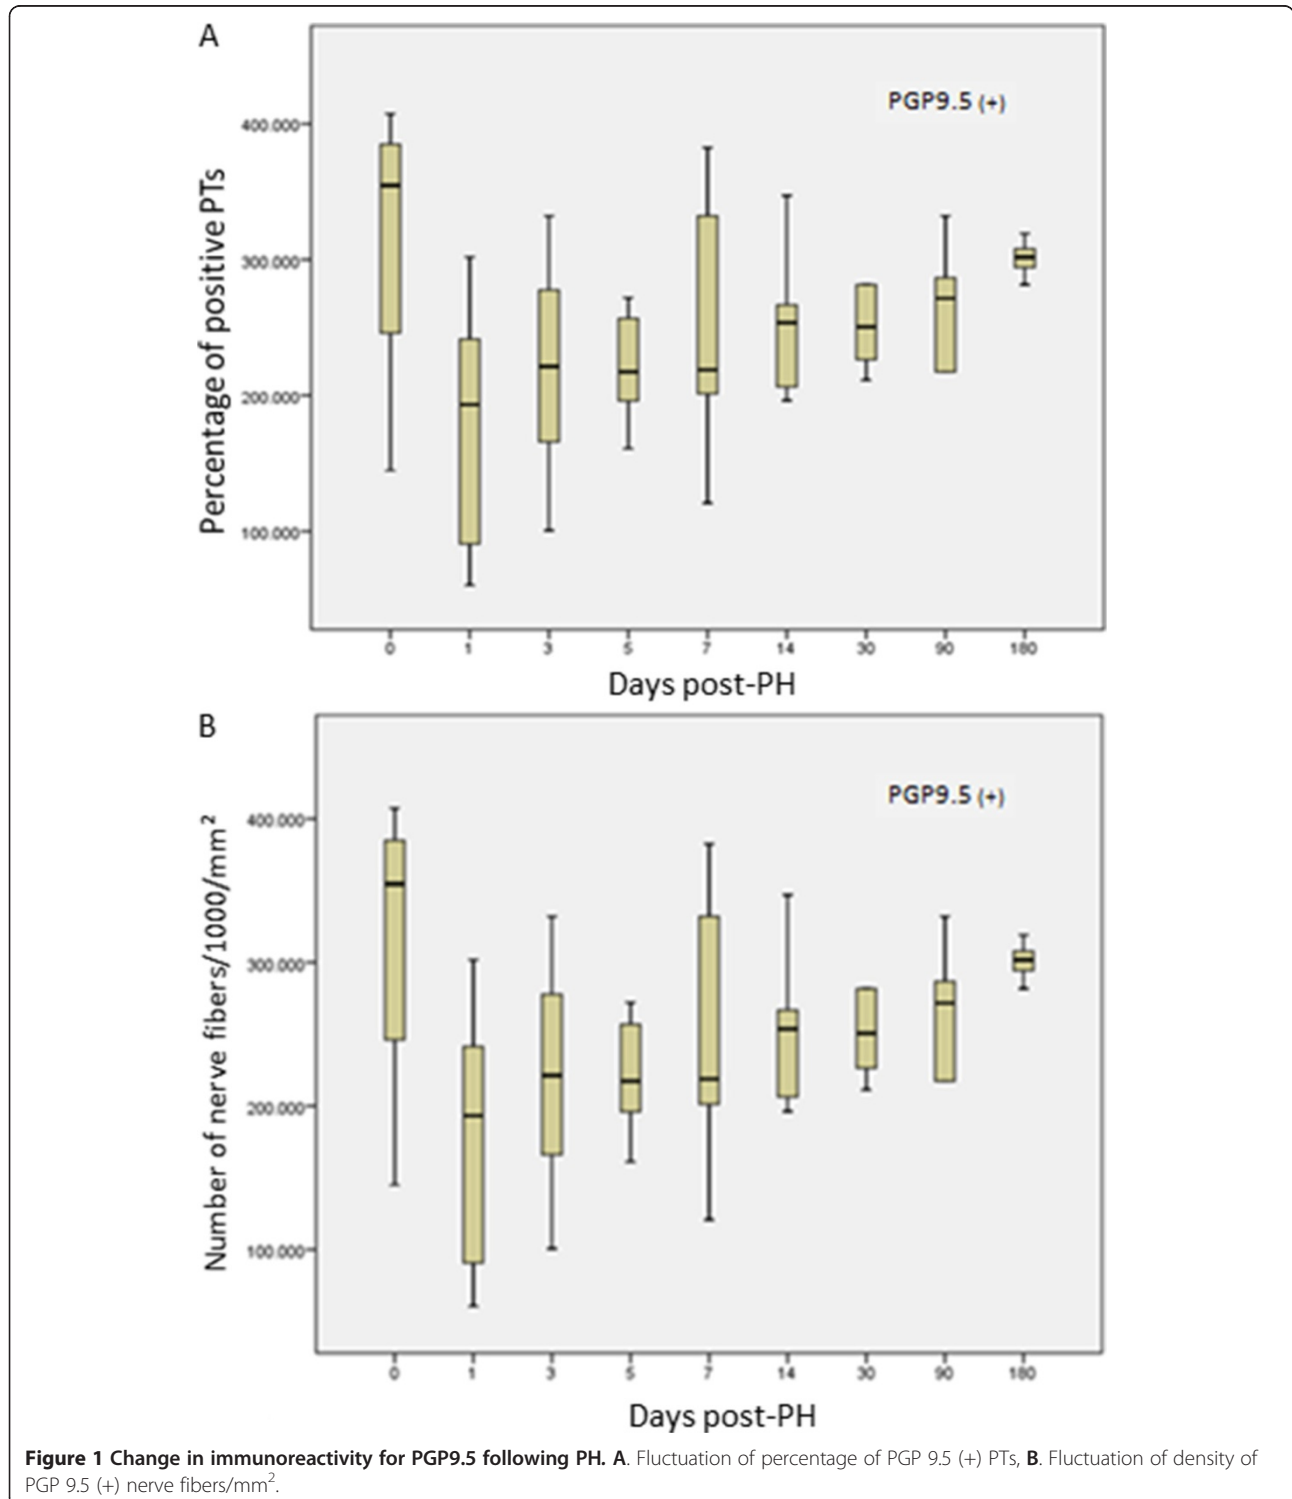 A
PGP9.5 (+)
Percentage of positive PTs
400.000
300.000
200.000
100.000
0 1 3 5 7 14 30 90 180
Days post-PH
B
PGP9.5 (+)
Number of nerve fibers/1000/mm²
400.000
300.000
200.000
100.000
0 1 3 5 7 14 30 90 180
Days post-PH
Figure 1 Change in immunoreactivity for PGP9.5 following PH. A. Fluctuation of percentage of PGP 9.5 (+) PTs, B. Fluctuation of density of
PGP 9.5 (+) nerve fibers/mm².